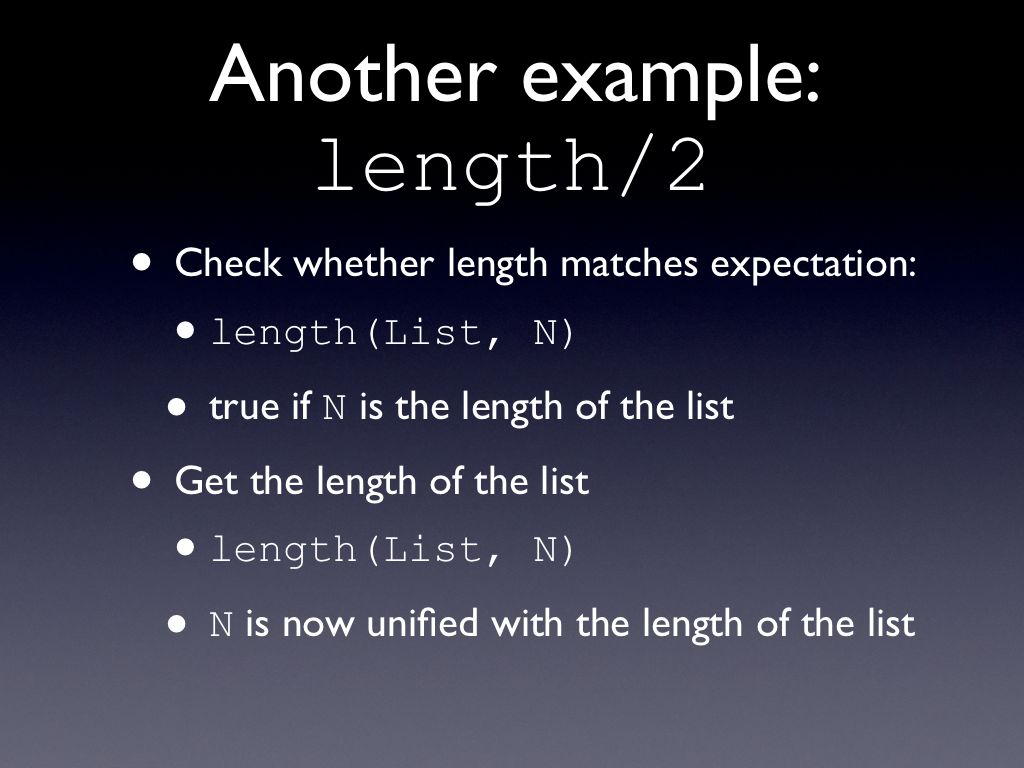 Another example:
length/2
• Check whether length matches expectation:
• length(List, N)
• true if N is the length of the list
• Get the length of the list
• length(List, N)
• N is now unified with the length of the list